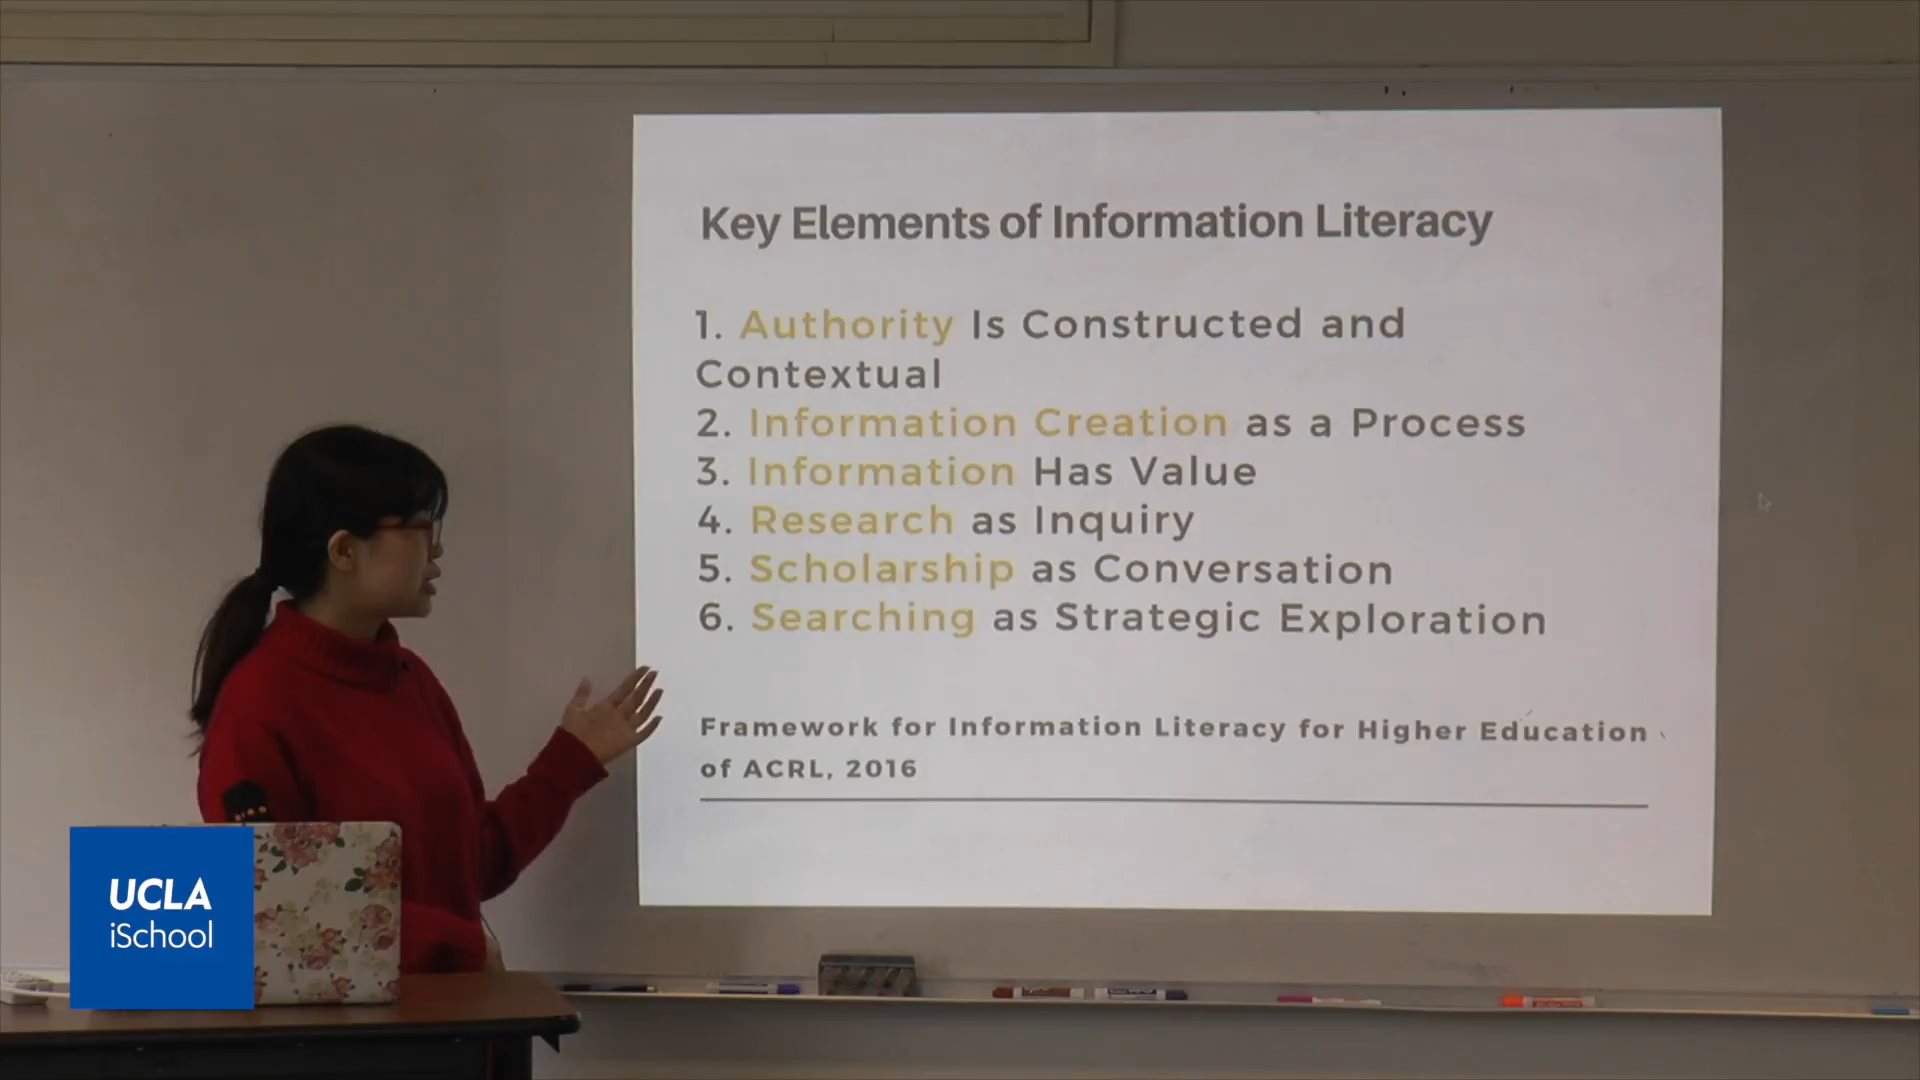 Key Elements of Information Literacy
1. Authority Is Constructed and
Contextual
2. Information Creation as a Process
3. Information Has Value
4. Research as Inquiry
5. Scholarship as Conversation
6. Searching as Strategic Exploration
Framework for Information Literacy for Higher Education
of ACRL, 2016
UCLA
iSchool